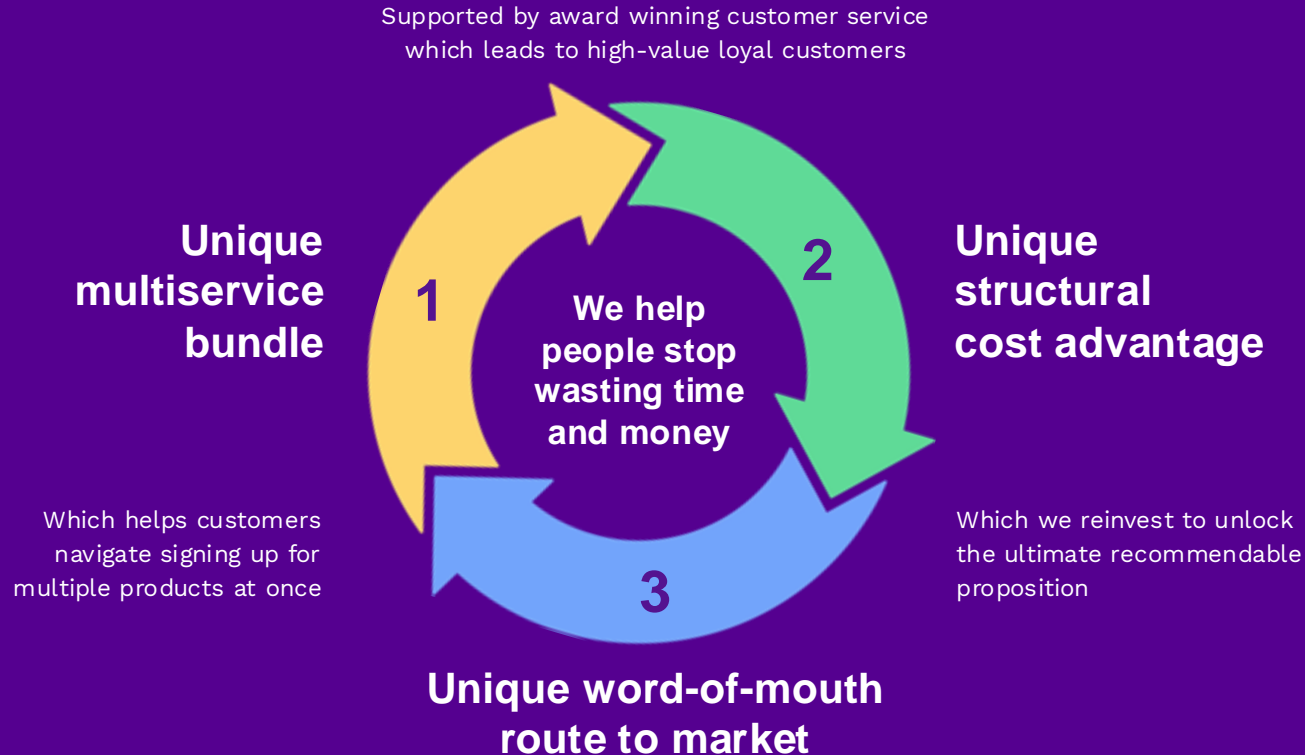 Supported by award winning customer service
which leads to high-value loyal customers
Unique
multiservice
bundle
1
2
Unique
structural
cost advantage
We help
people stop
wasting time
and money
Which helps customers
navigate signing up for
multiple products at once
Which we reinvest to unlock
the ultimate recommendable
proposition
3
Unique word-of-mouth
route to market